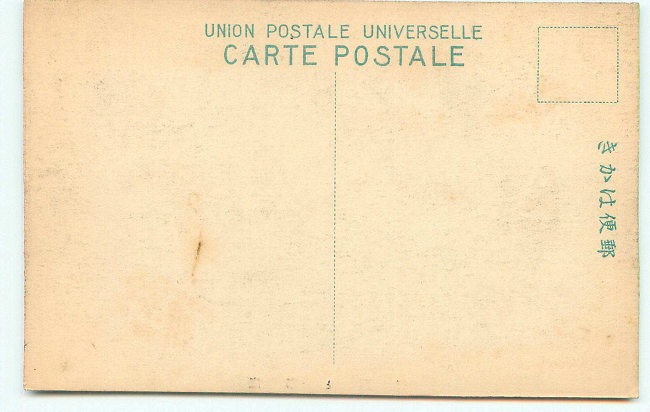 UNION POSTALE UNIVERSELLE
CARTE POSTALE
郵便はかき